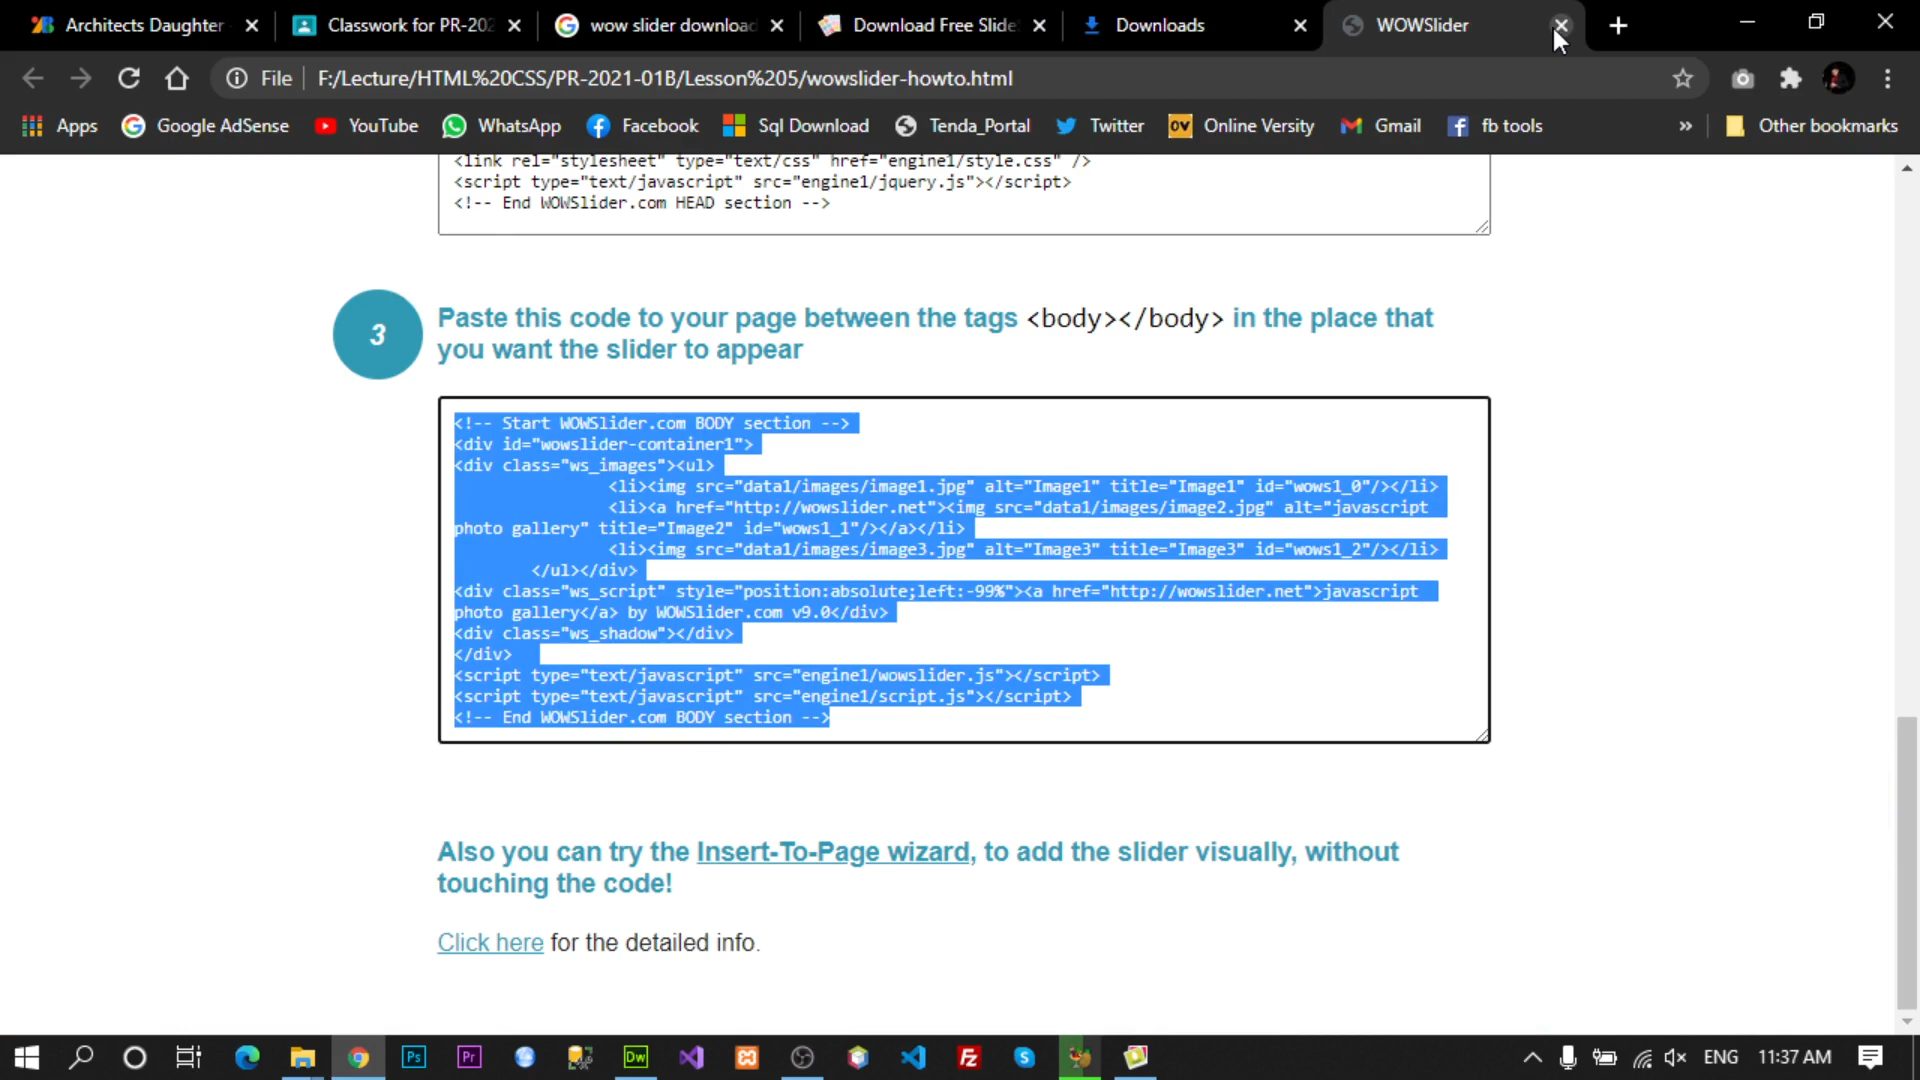 Architects Daughter
Classwork for PR-202
wow slider download
Download Free Slide
Downloads
WOWSlider
File
F:/Lecture/HTML%20CSS/PR-2021-01B/Lesson%205/wowslider-howto.html
Apps
Google AdSense
YouTube
WhatsApp
Facebook
Sql Download
Tenda_Portal
Twitter
OV
Online Versity
Gmail
fb tools
»
Other bookmarks
<link rel="stylesheet" type="text/css" href="engine1/style.css" />
<script type="text/javascript" src="engine1/jquery.js"></script>
<!-- End WOWSlider.com HEAD section -->
3
Paste this code to your page between the tags <body></body> in the place that
you want the slider to appear
<!-- Start WOWSlider.com BODY section -->
<div id="wowslider-container1">
<div class="ws_images"><ul>
<li><img src="data1/images/image1.jpg" alt="Image1" title="Image1" id="wows1_0"/></li>
<li><a href="http://wowslider.net"><img src="data1/images/image2.jpg" alt="javascript
photo gallery" title="Image2" id="wows1_1"/></a></li>
<li><img src="data1/images/image3.jpg" alt="Image3" title="Image3" id="wows1_2"/></li>
</ul></div>
<div class="ws_script" style="position:absolute;left:-99%"><a href="http://wowslider.net">javascript
photo gallery</a> by WOWSlider.com v9.0</div>
<div class="ws_shadow"></div>
</div>
<script type="text/javascript" src="engine1/wowslider.js"></script>
<script type="text/javascript" src="engine1/script.js"></script>
<!-- End WOWSlider.com BODY section -->
Also you can try the Insert-To-Page wizard, to add the slider visually, without
touching the code!
Click here for the detailed info.
Ps
Pr
Dw
Fz
S
ENG
11:37 AM